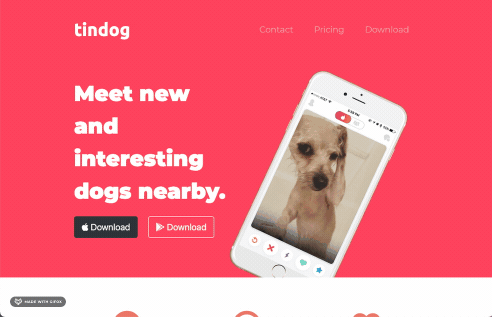 tindog
Contact Pricing Download
Meet new
and
interesting
dogs nearby.
Download Download
MADE WITH GIFOX